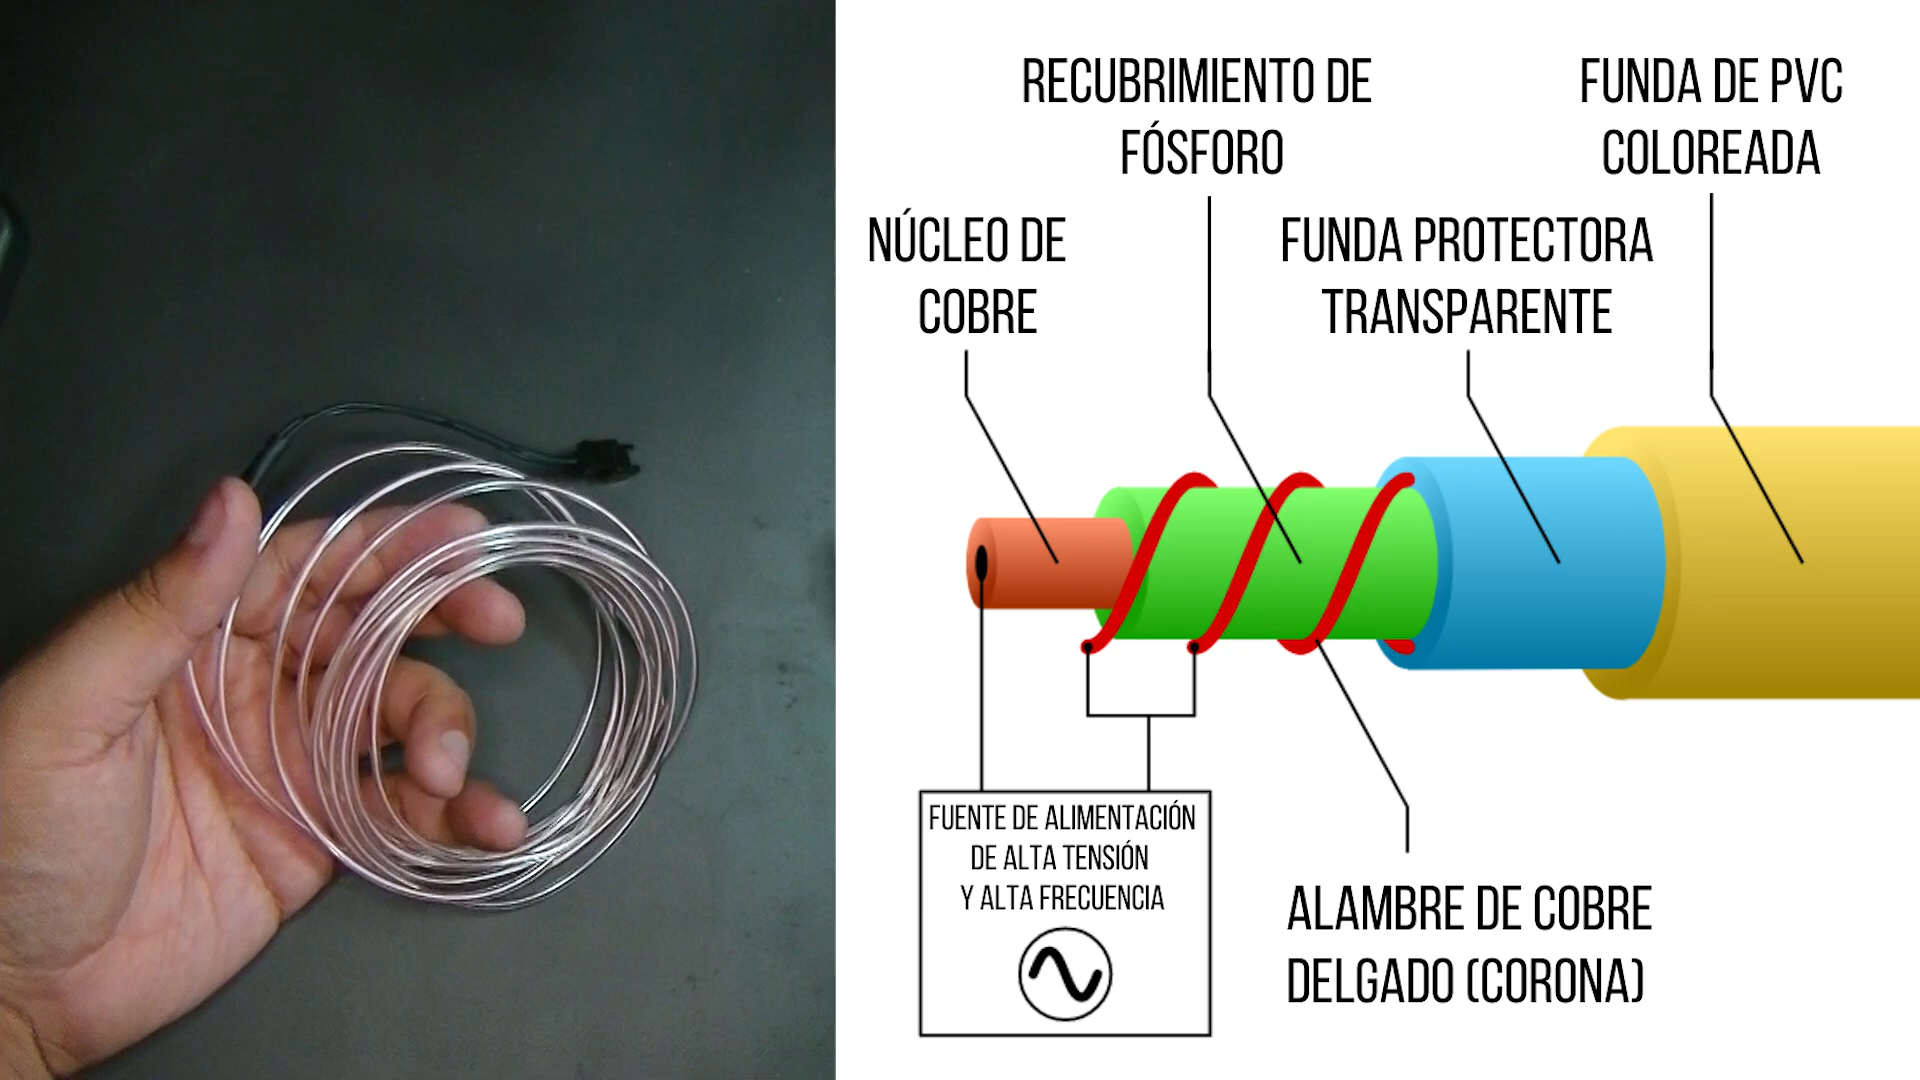 RECUBRIMIENTO DE
FÓSFORO
FUNDA DE PVC
COLOREADA
NÚCLEO DE
COBRE
FUNDA PROTECTORA
TRANSPARENTE
FUENTE DE ALIMENTACIÓN
DE ALTA TENSIÓN
Y ALTA FRECUENCIA
ALAMBRE DE COBRE
DELGADO (CORONA)